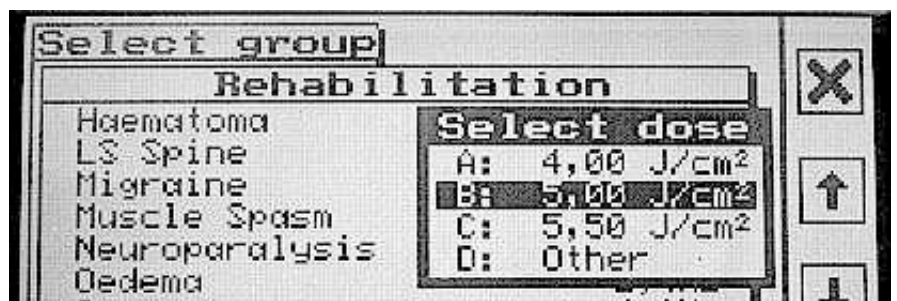 Select group
Rehabilitation
Haematoma
LS Spine
Migraine
Muscle Spasm
Neuroparalysis
Oedema
Select dose
A: 4,00 J/cm²
B: 5,00 J/cm²
C: 5,50 J/cm²
D: Other